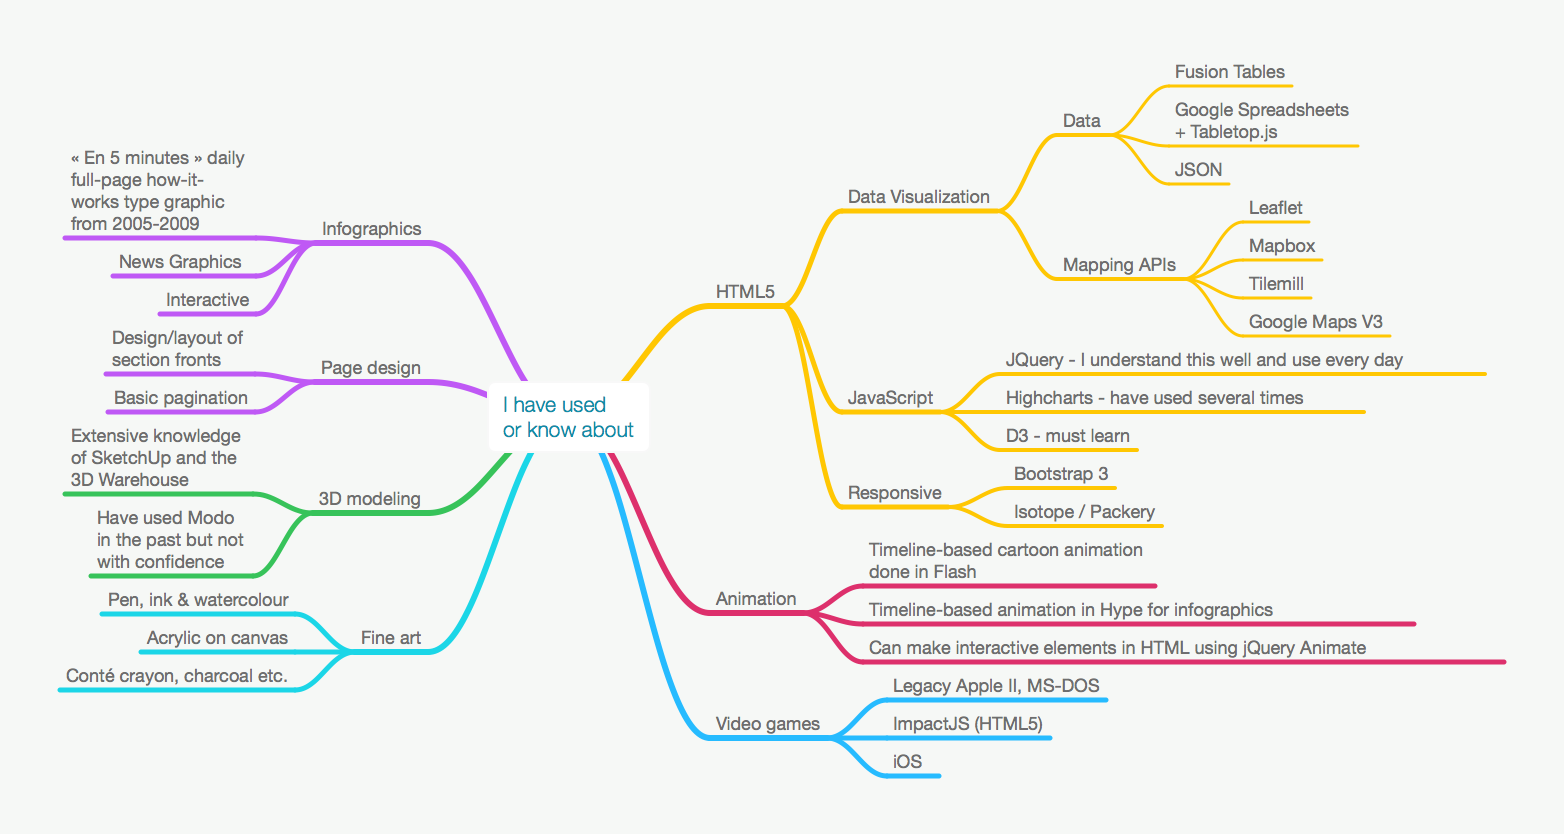 I have used
or know about
Infographics
« En 5 minutes » daily
full-page how-it-
works type graphic
from 2005-2009
News Graphics
Interactive
Page design
Design/layout of
section fronts
Basic pagination
3D modeling
Extensive knowledge
of SketchUp and the
3D Warehouse
Have used Modo
in the past but not
with confidence
Fine art
Pen, ink & watercolour
Acrylic on canvas
Conté crayon, charcoal etc.
HTML5
Data Visualization
Data
Fusion Tables
Google Spreadsheets
+ Tabletop.js
JSON
Mapping APIs
Leaflet
Mapbox
Tilemill
Google Maps V3
JavaScript
JQuery - I understand this well and use every day
Highcharts - have used several times
D3 - must learn
Responsive
Bootstrap 3
Isotope / Packery
Animation
Timeline-based cartoon animation
done in Flash
Timeline-based animation in Hype for infographics
Can make interactive elements in HTML using jQuery Animate
Video games
Legacy Apple II, MS-DOS
ImpactJS (HTML5)
iOS